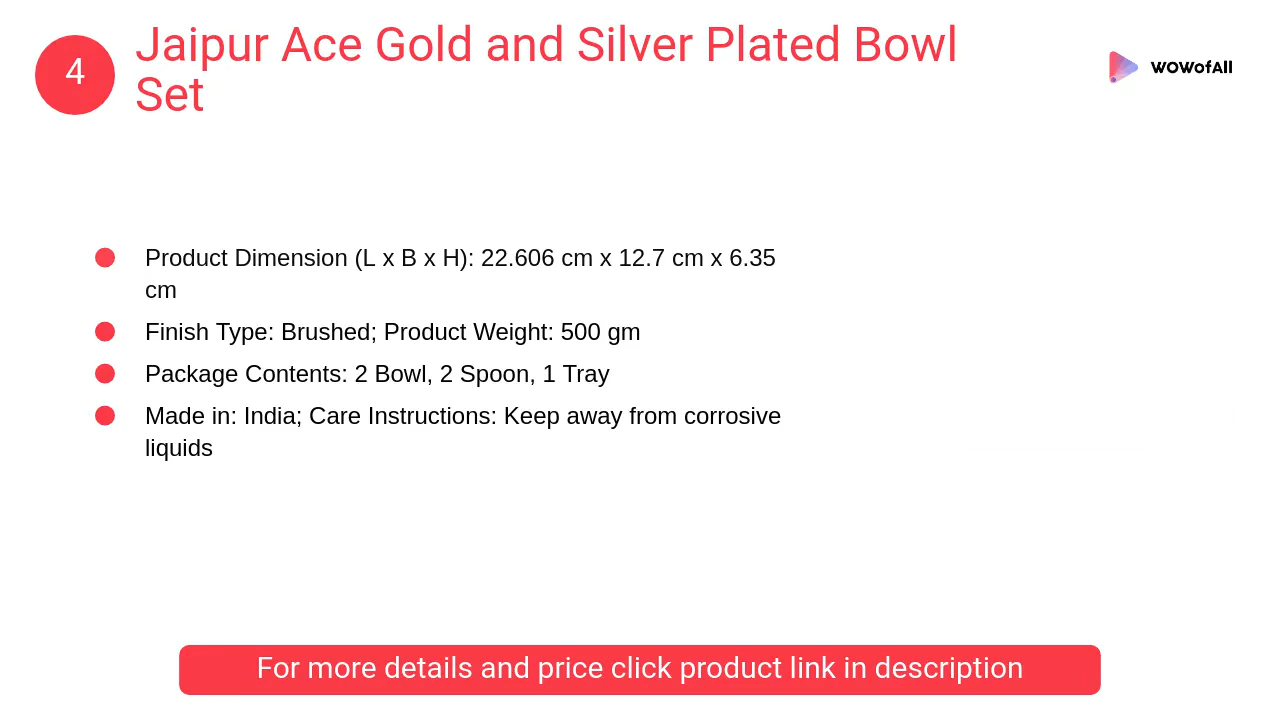 4
Jaipur Ace Gold and Silver Plated Bowl
Set
WOWofAll
Product Dimension (L x B x H): 22.606 cm x 12.7 cm x 6.35
cm
Finish Type: Brushed; Product Weight: 500 gm
Package Contents: 2 Bowl, 2 Spoon, 1 Tray
Made in: India; Care Instructions: Keep away from corrosive
liquids
For more details and price click product link in description